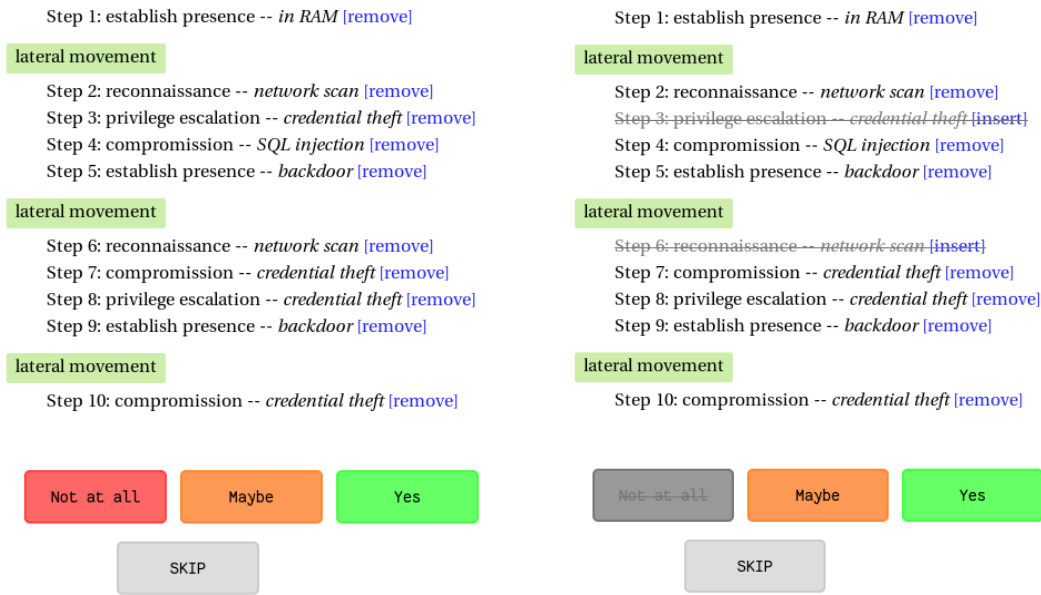 Step 1: establish presence -- in RAM [remove]
lateral movement
Step 2: reconnaissance -- network scan [remove]
Step 3: privilege escalation -- credential theft [remove]
Step 4: compromission -- SQL injection [remove]
Step 5: establish presence -- backdoor [remove]
lateral movement
Step 6: reconnaissance -- network scan [remove]
Step 7: compromission -- credential theft [remove]
Step 8: privilege escalation -- credential theft [remove]
Step 9: establish presence -- backdoor [remove]
lateral movement
Step 10: compromission -- credential theft [remove]
Not at all Maybe Yes
SKIP
Step 1: establish presence -- in RAM [remove]
lateral movement
Step 2: reconnaissance -- network scan [remove]
Step 3: privilege escalation -- credential theft [insert]
Step 4: compromission -- SQL injection [remove]
Step 5: establish presence -- backdoor [remove]
lateral movement
Step 6: reconnaissance -- network scan [insert]
Step 7: compromission -- credential theft [remove]
Step 8: privilege escalation -- credential theft [remove]
Step 9: establish presence -- backdoor [remove]
lateral movement
Step 10: compromission -- credential theft [remove]
Not at all Maybe Yes
SKIP